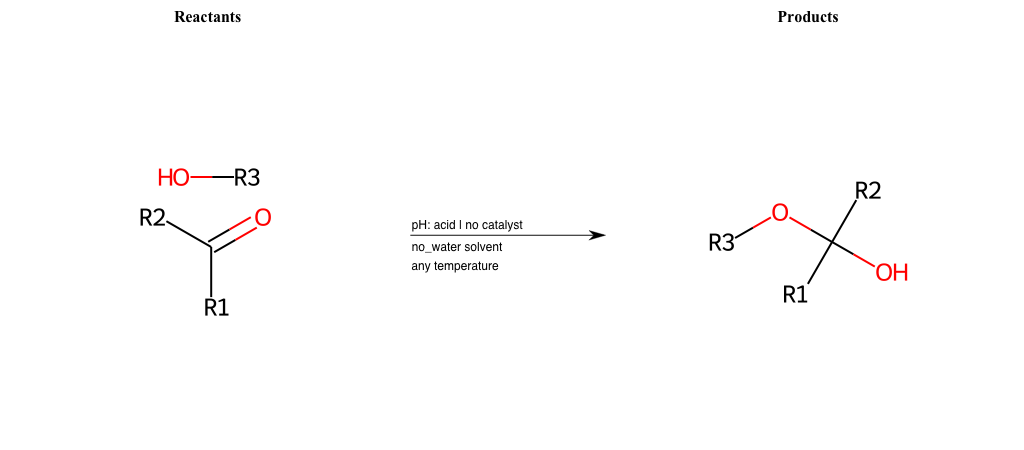 Reactants
Products
HO R3
R2 O
R1
pH: acid | no catalyst
no_water solvent
any temperature
R2
O
R3
OH
R1